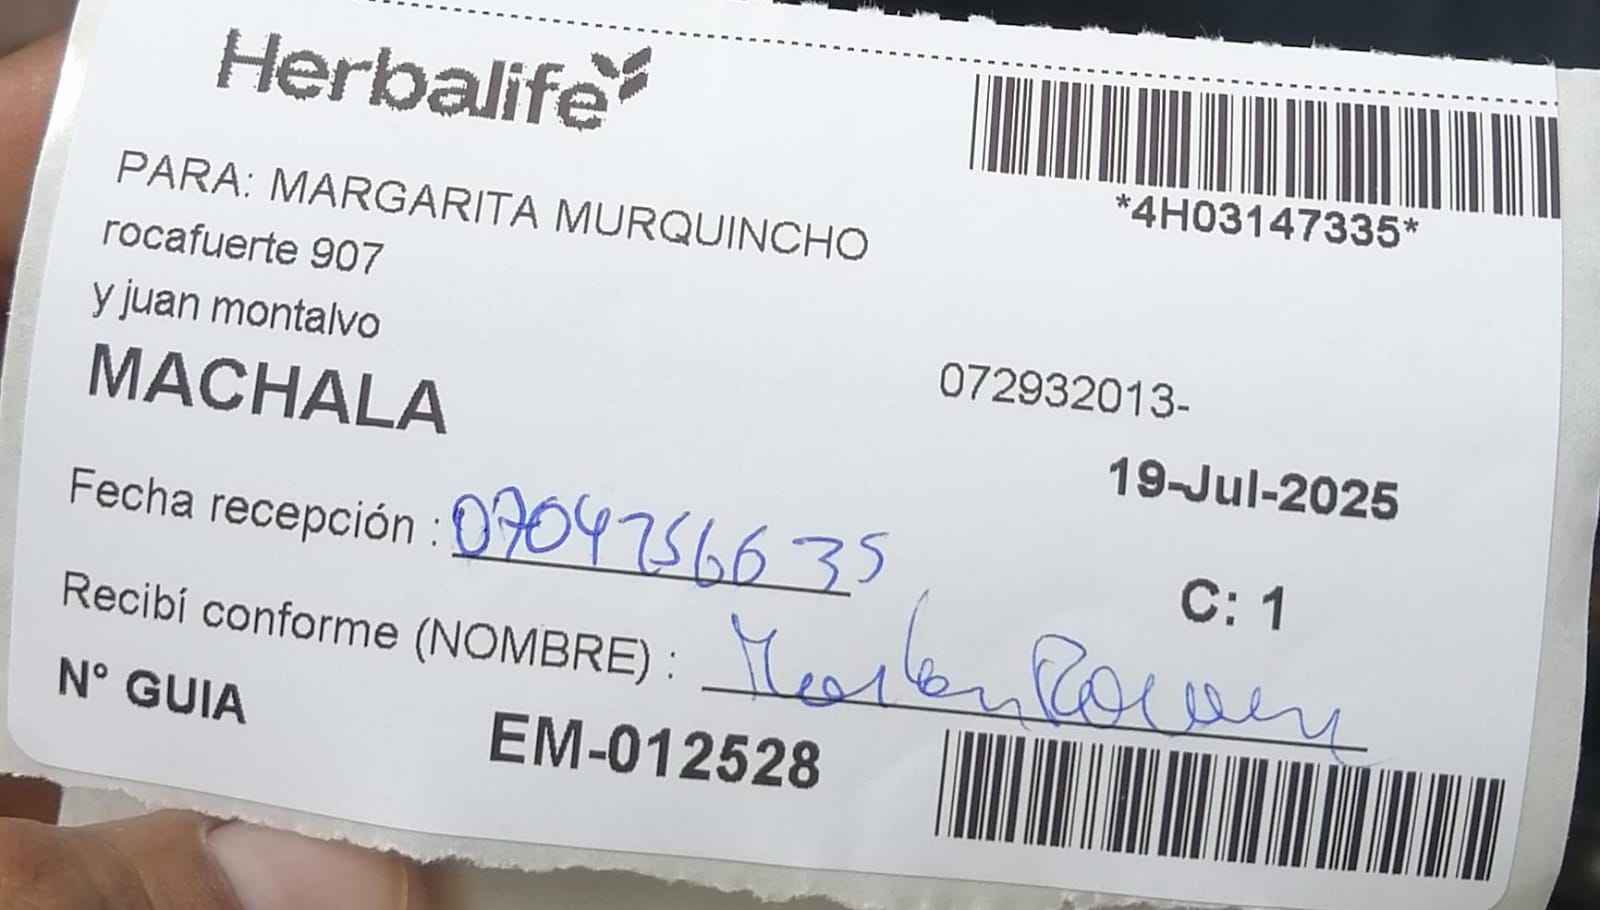 Herbalife
*4H03147335*
PARA: MARGARITA MURQUINCHO
rocafuerte 907
y juan montalvo
MACHALA
072932013-
19-Jul-2025
Fecha recepción : 0704756635
C: 1
Recibí conforme (NOMBRE) :
N° GUIA
EM-012528